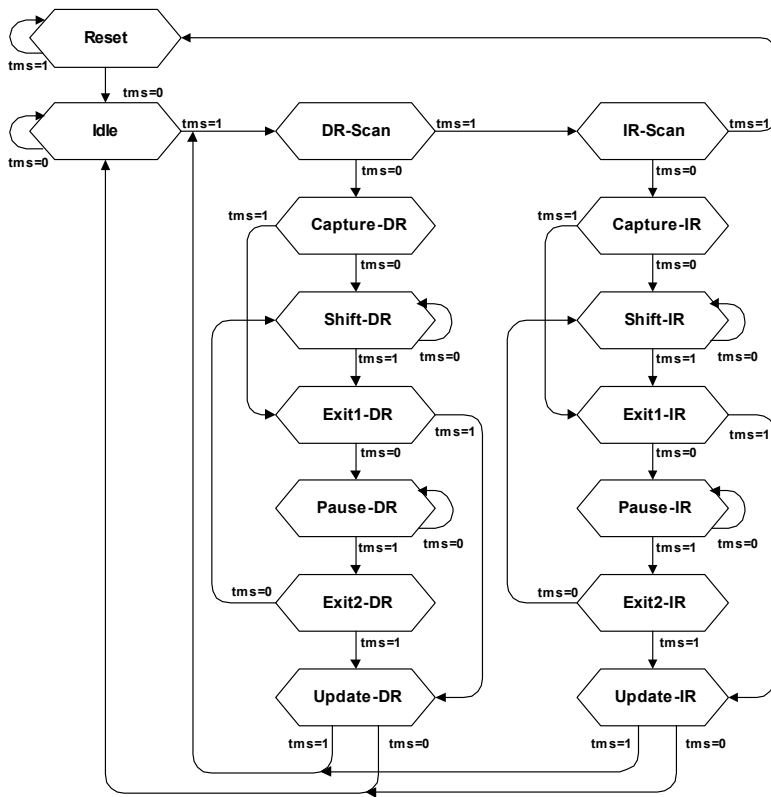 Reset
tms=1
tms=0
Idle
tms=1
DR-Scan
tms=1
IR-Scan
tms=1
tms=0
tms=0
tms=0
tms=1
Capture-DR
tms=1
Capture-IR
tms=0
tms=0
Shift-DR
Shift-IR
tms=1
tms=0
tms=1
tms=0
Exit1-DR
tms=1
Exit1-IR
tms=1
tms=0
tms=0
Pause-DR
Pause-IR
tms=1
tms=0
tms=1
tms=0
tms=0
Exit2-DR
tms=0
Exit2-IR
tms=1
tms=1
Update-DR
Update-IR
tms=1
tms=0
tms=1
tms=0